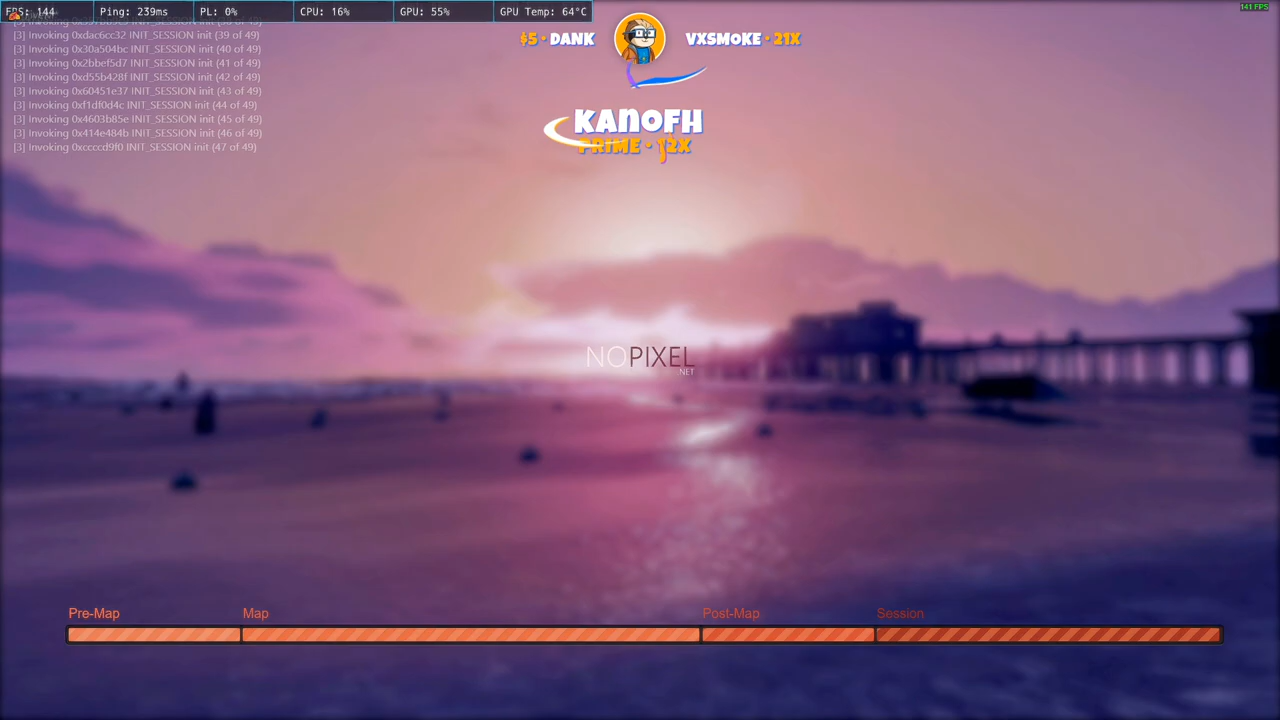 FPS: 144 Ping: 239ms PL: 0% CPU: 16% GPU: 55% GPU Temp: 64°C
141 FPS
[3] Invoking 0xdac6cc32 INIT_SESSION init (39 of 49)
[3] Invoking 0x30a504bc INIT_SESSION init (40 of 49)
[3] Invoking 0x2bbef5d7 INIT_SESSION init (41 of 49)
[3] Invoking 0xd55b428f INIT_SESSION init (42 of 49)
[3] Invoking 0x60451e37 INIT_SESSION init (43 of 49)
[3] Invoking 0xf1df0d4c INIT_SESSION init (44 of 49)
[3] Invoking 0x4603b85e INIT_SESSION init (45 of 49)
[3] Invoking 0x414e484b INIT_SESSION init (46 of 49)
[3] Invoking 0xccccd9f0 INIT_SESSION init (47 of 49)
$5 · DANK
VXSMOKE · 21X
KANOFH
PRIME · 12X
NOPIXEL
.NET
Pre-Map Map Post-Map Session